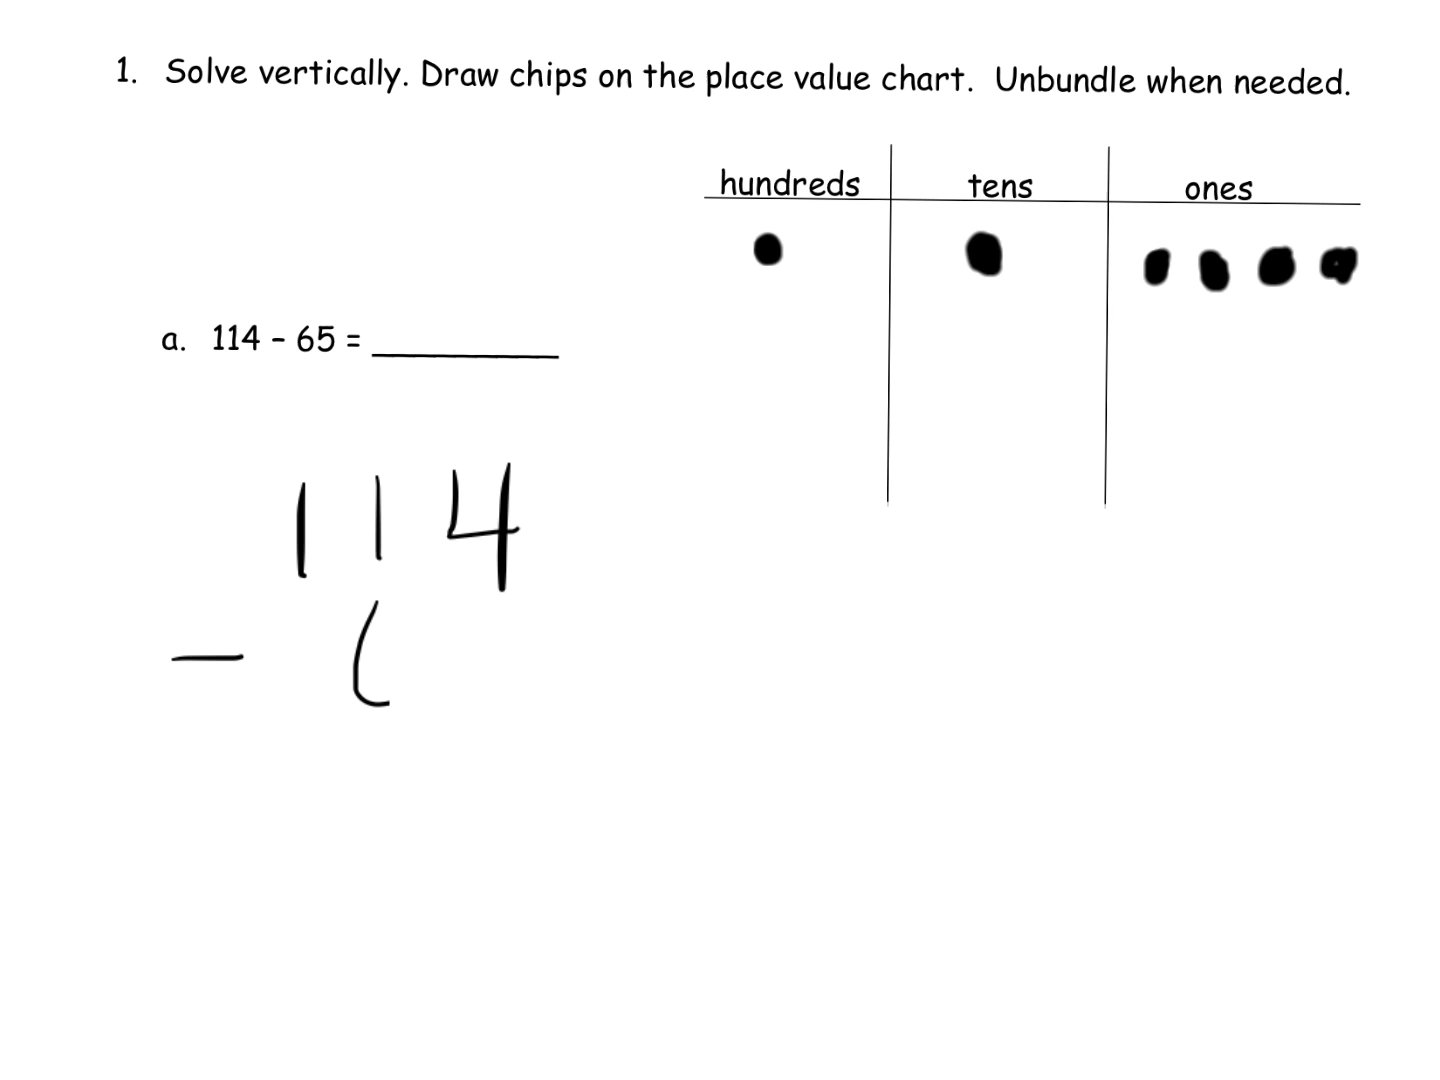 1. Solve vertically. Draw chips on the place value chart. Unbundle when needed.
hundreds tens ones
a. 114 - 65 = __________
114
- (